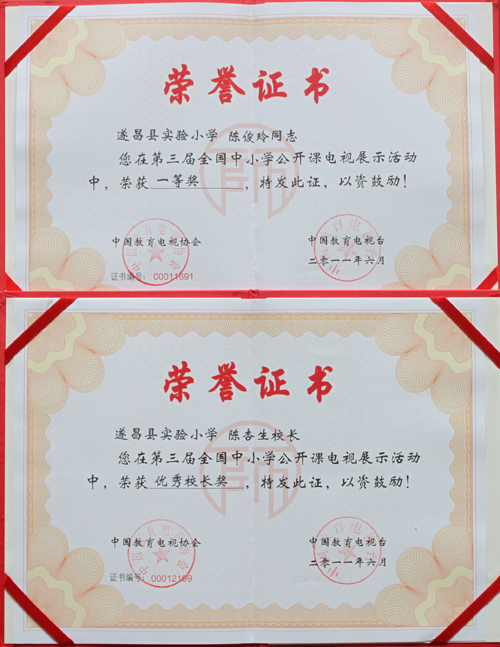 荣誉证书
遂昌县实验小学 陈俊玲同志
您在第三届全国中小学公开课电视展示活动
中，荣获 一等奖 ，特发此证，以资鼓励！
中国教育电视协会 中国教育电视台
二〇一一年六月
证书编号：00011691
荣誉证书
遂昌县实验小学 陈杏生校长
您在第三届全国中小学公开课电视展示活动
中，荣获 优秀校长奖 ，特发此证，以资鼓励！
中国教育电视协会 中国教育电视台
二〇一一年六月
证书编号：00012199